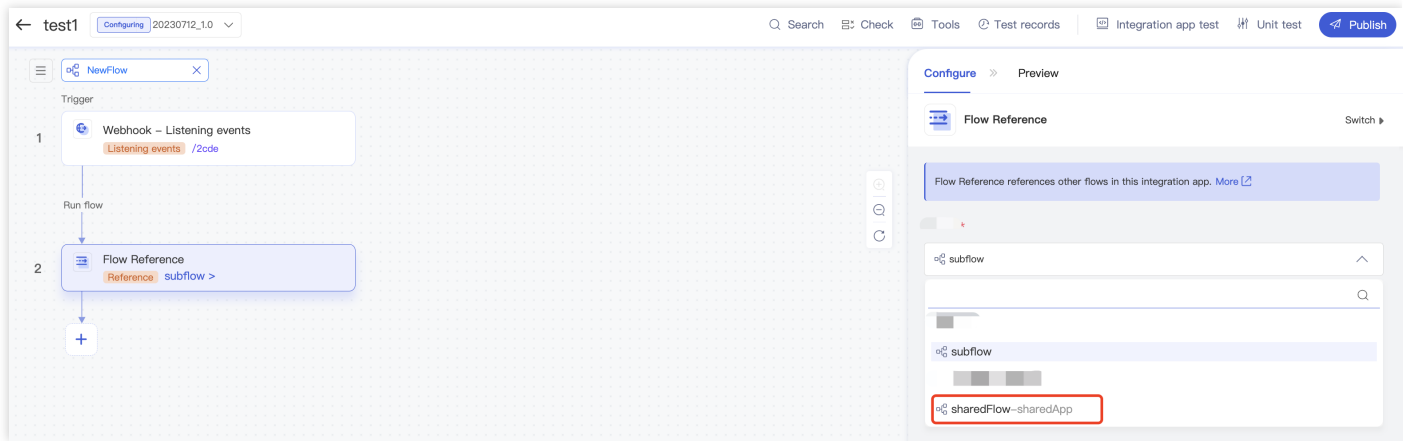 test1 Configuring 20230712_1.0 Search Check Tools Test records Integration app test Unit test Publish
NewFlow
Trigger
1
Webhook – Listening events
Listening events /2cde
Run flow
2
Flow Reference
Reference subflow >
+
Configure Preview
Flow Reference Switch
Flow Reference references other flows in this integration app. More
*
subflow
subflow
sharedFlow–sharedApp